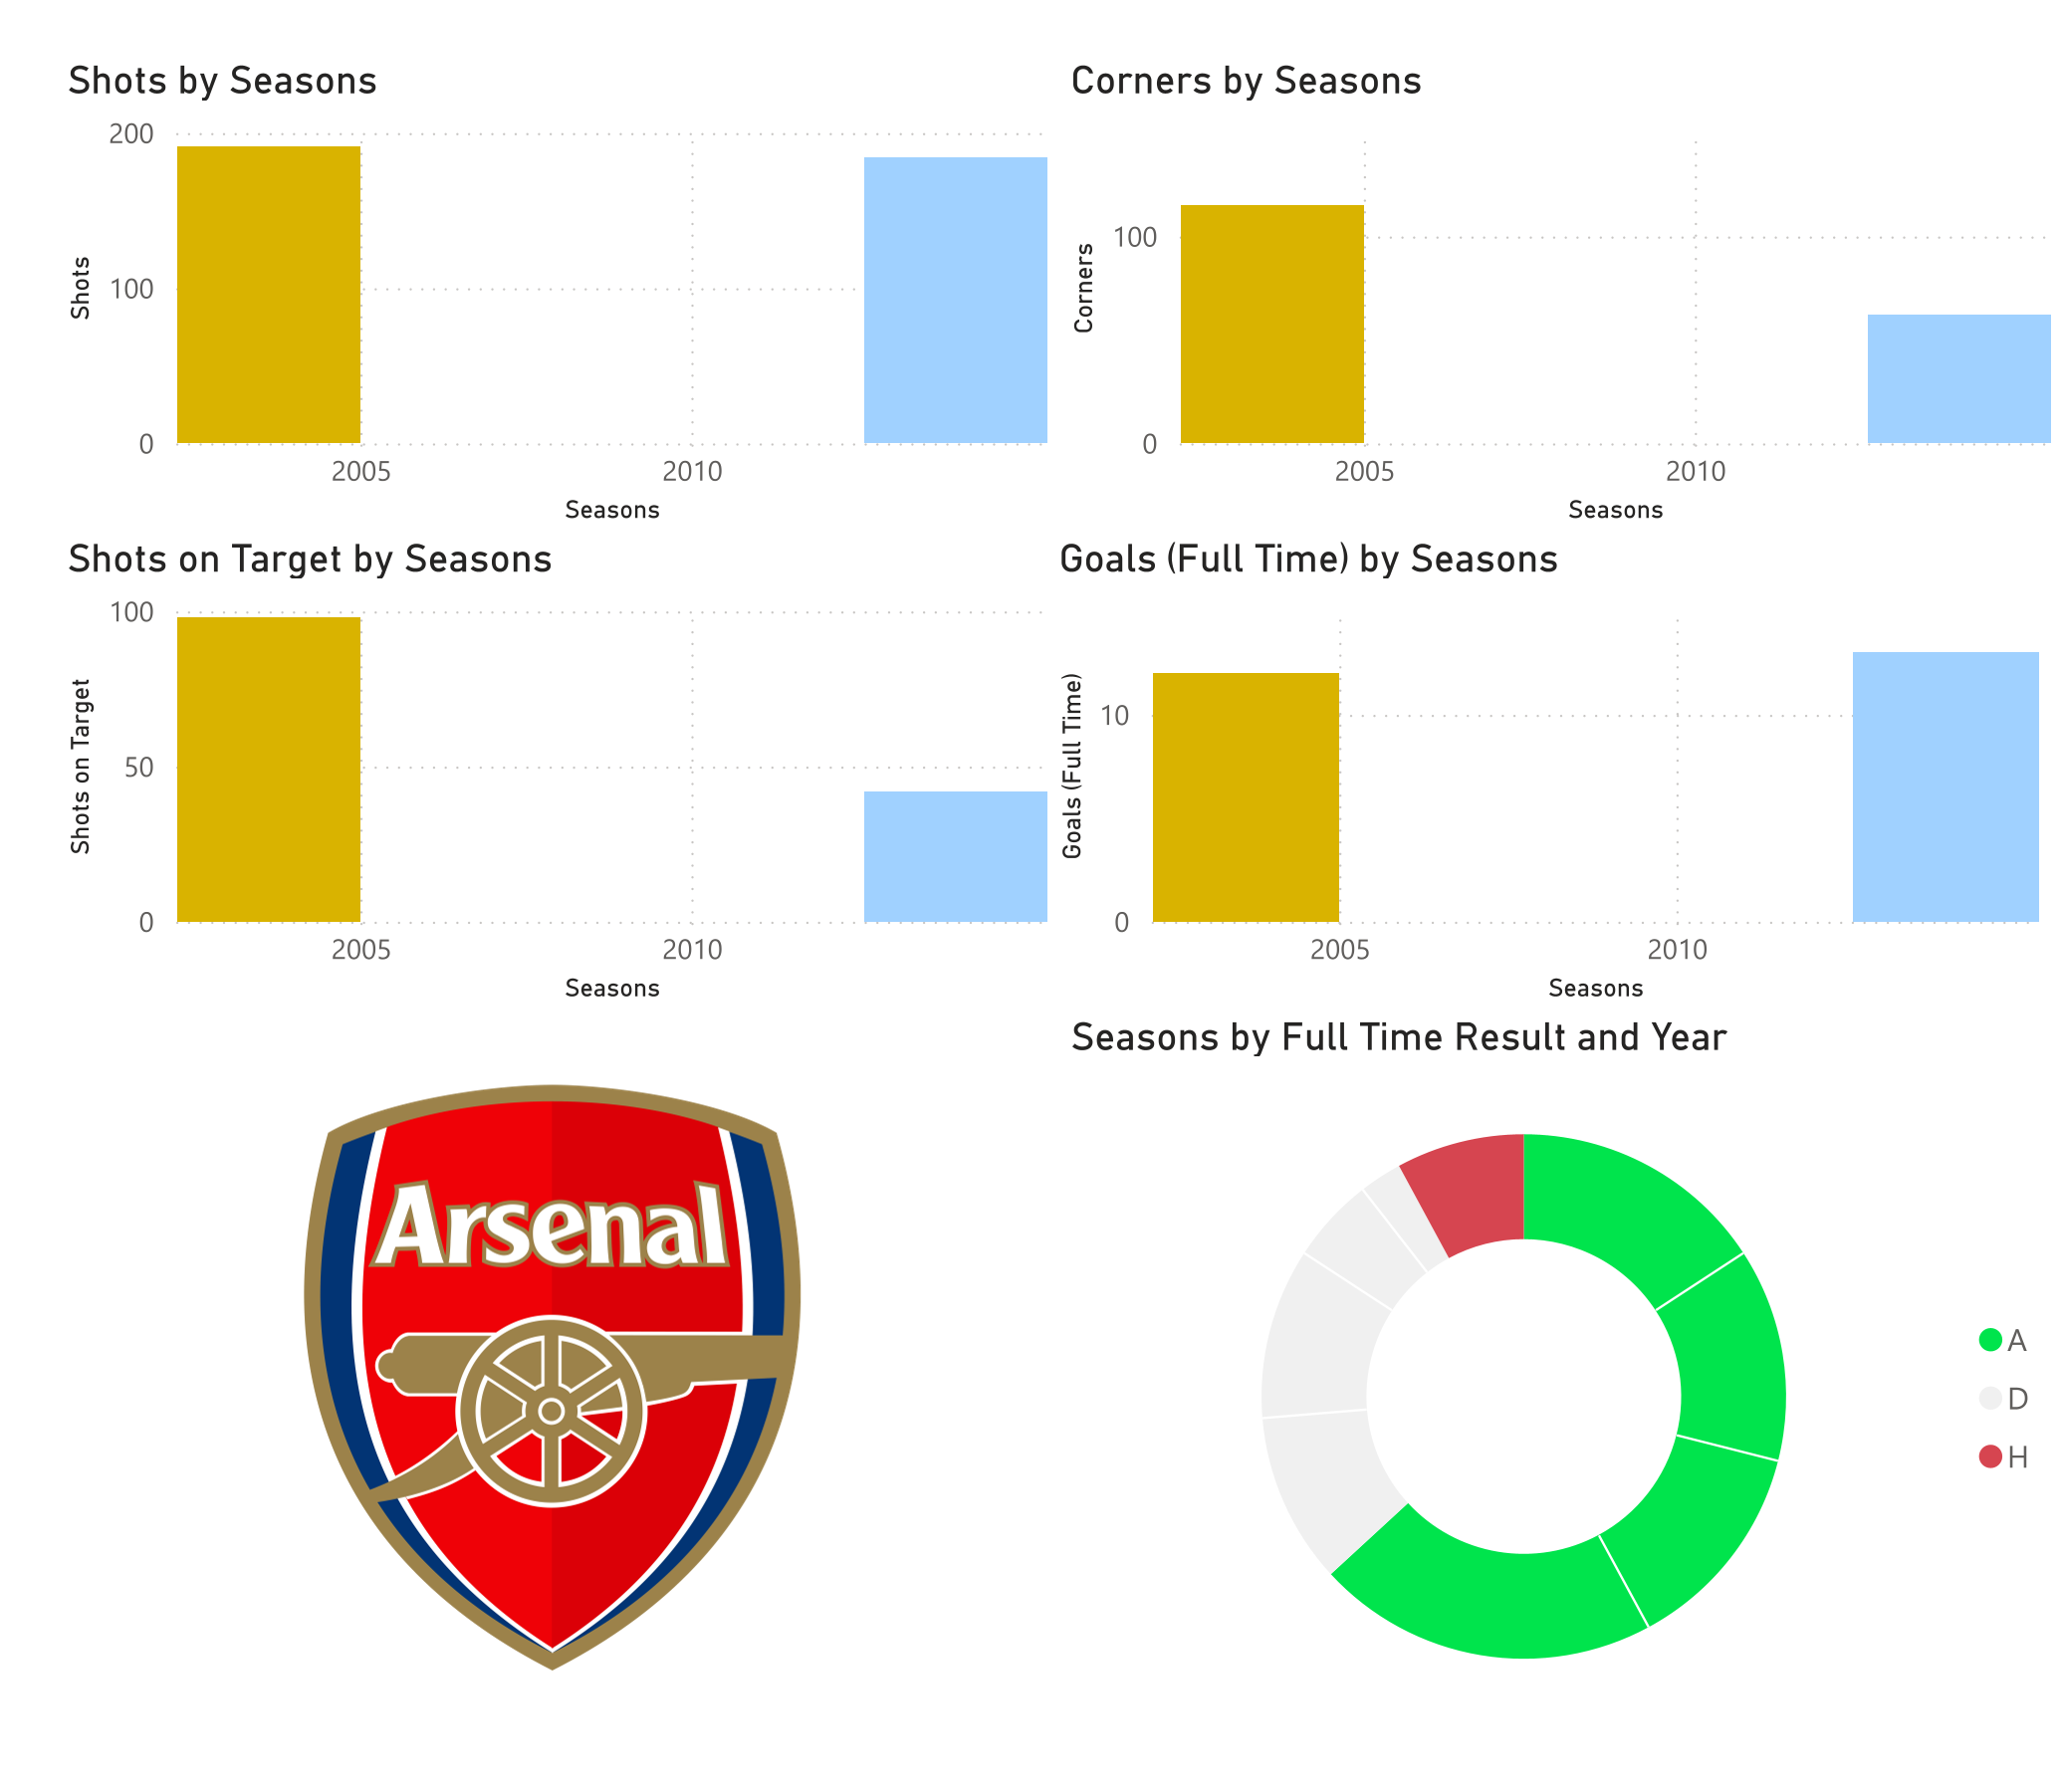 Shots by Seasons
200
100
0
Shots
2005
2010
Seasons
Corners by Seasons
100
0
Corners
2005
2010
Seasons
Shots on Target by Seasons
100
50
0
Shots on Target
2005
2010
Seasons
Goals (Full Time) by Seasons
10
0
Goals (Full Time)
2005
2010
Seasons
Arsenal
Seasons by Full Time Result and Year
A
D
H